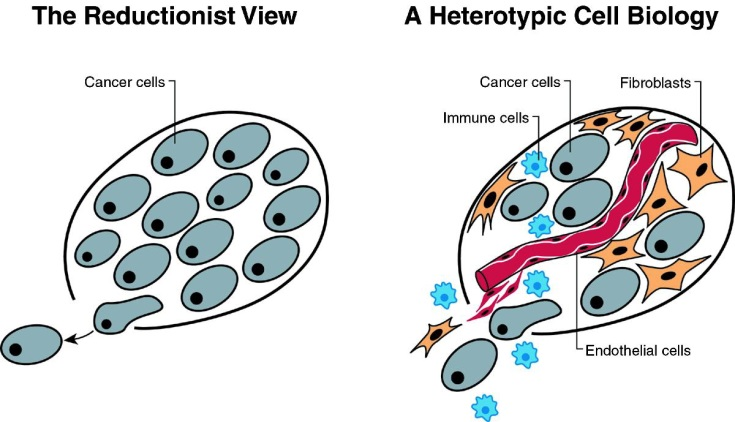 The Reductionist View
A Heterotypic Cell Biology
Cancer cells
Cancer cells
Fibroblasts
Immune cells
Endothelial cells